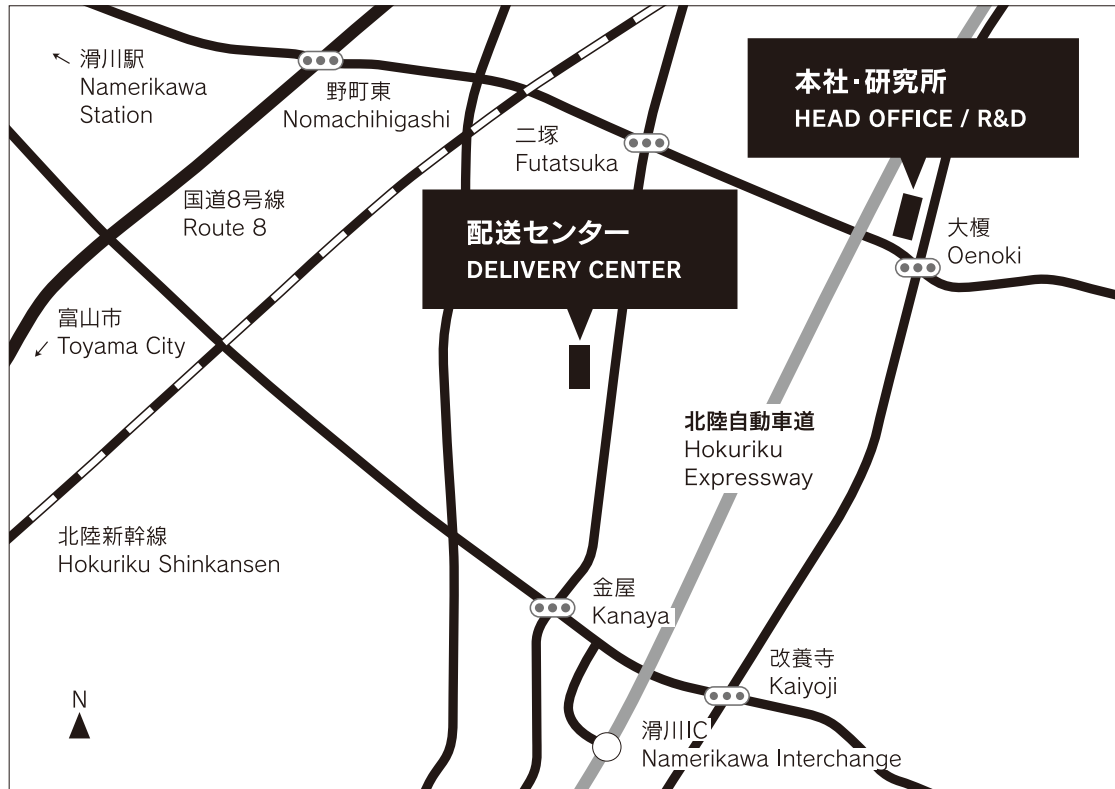 滑川駅
Namerikawa
Station
野町東
Nomachihigashi
二塚
Futatsuka
本社・研究所
HEAD OFFICE / R&D
国道8号線
Route 8
配送センター
DELIVERY CENTER
大榎
Oenoki
富山市
Toyama City
北陸自動車道
Hokuriku
Expressway
北陸新幹線
Hokuriku Shinkansen
金屋
Kanaya
改養寺
Kaiyoji
N
滑川IC
Namerikawa Interchange